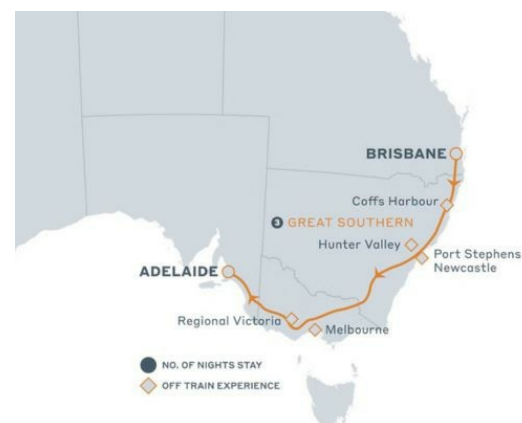 BRISBANE
Coffs Harbour
3 GREAT SOUTHERN
Hunter Valley
Port Stephens
Newcastle
ADELAIDE
Regional Victoria
Melbourne
NO. OF NIGHTS STAY
OFF TRAIN EXPERIENCE